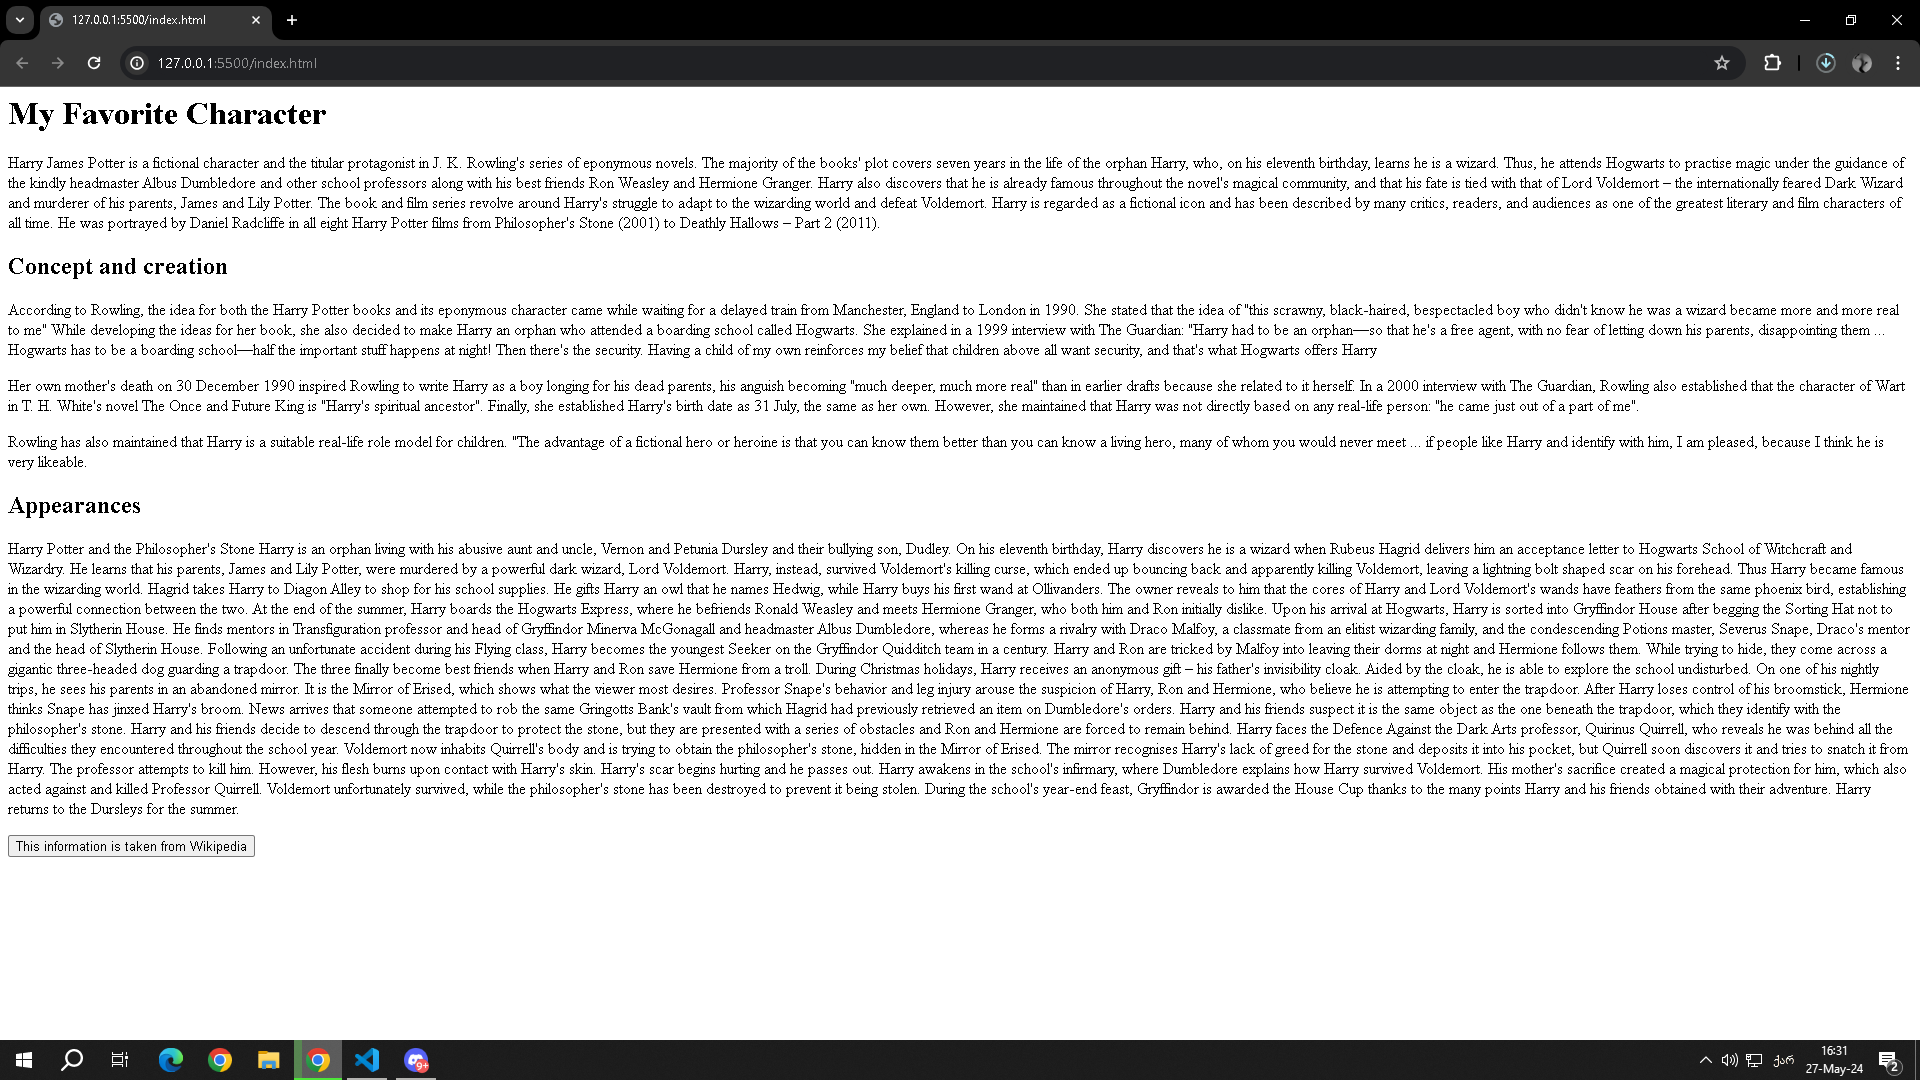 127.0.0.1:5500/index.html
127.0.0.1:5500/index.html
My Favorite Character
Harry James Potter is a fictional character and the titular protagonist in J. K. Rowling's series of eponymous novels. The majority of the books' plot covers seven years in the life of the orphan Harry, who, on his eleventh birthday, learns he is a wizard. Thus, he attends Hogwarts to practise magic under the guidance of
the kindly headmaster Albus Dumbledore and other school professors along with his best friends Ron Weasley and Hermione Granger. Harry also discovers that he is already famous throughout the novel's magical community, and that his fate is tied with that of Lord Voldemort – the internationally feared Dark Wizard
and murderer of his parents, James and Lily Potter. The book and film series revolve around Harry's struggle to adapt to the wizarding world and defeat Voldemort. Harry is regarded as a fictional icon and has been described by many critics, readers, and audiences as one of the greatest literary and film characters of
all time. He was portrayed by Daniel Radcliffe in all eight Harry Potter films from Philosopher's Stone (2001) to Deathly Hallows – Part 2 (2011).
Concept and creation
According to Rowling, the idea for both the Harry Potter books and its eponymous character came while waiting for a delayed train from Manchester, England to London in 1990. She stated that the idea of "this scrawny, black-haired, bespectacled boy who didn't know he was a wizard became more and more real
to me" While developing the ideas for her book, she also decided to make Harry an orphan who attended a boarding school called Hogwarts. She explained in a 1999 interview with The Guardian: "Harry had to be an orphan—so that he's a free agent, with no fear of letting down his parents, disappointing them ...
Hogwarts has to be a boarding school—half the important stuff happens at night! Then there's the security. Having a child of my own reinforces my belief that children above all want security, and that's what Hogwarts offers Harry
Her own mother's death on 30 December 1990 inspired Rowling to write Harry as a boy longing for his dead parents, his anguish becoming "much deeper, much more real" than in earlier drafts because she related to it herself. In a 2000 interview with The Guardian, Rowling also established that the character of Wart
in T. H. White's novel The Once and Future King is "Harry's spiritual ancestor". Finally, she established Harry's birth date as 31 July, the same as her own. However, she maintained that Harry was not directly based on any real-life person: "he came just out of a part of me".
Rowling has also maintained that Harry is a suitable real-life role model for children. "The advantage of a fictional hero or heroine is that you can know them better than you can know a living hero, many of whom you would never meet ... if people like Harry and identify with him, I am pleased, because I think he is
very likeable.
Appearances
Harry Potter and the Philosopher's Stone Harry is an orphan living with his abusive aunt and uncle, Vernon and Petunia Dursley and their bullying son, Dudley. On his eleventh birthday, Harry discovers he is a wizard when Rubeus Hagrid delivers him an acceptance letter to Hogwarts School of Witchcraft and
Wizardry. He learns that his parents, James and Lily Potter, were murdered by a powerful dark wizard, Lord Voldemort. Harry, instead, survived Voldemort's killing curse, which ended up bouncing back and apparently killing Voldemort, leaving a lightning bolt shaped scar on his forehead. Thus Harry became famous
in the wizarding world. Hagrid takes Harry to Diagon Alley to shop for his school supplies. He gifts Harry an owl that he names Hedwig, while Harry buys his first wand at Ollivanders. The owner reveals to him that the cores of Harry and Lord Voldemort's wands have feathers from the same phoenix bird, establishing
a powerful connection between the two. At the end of the summer, Harry boards the Hogwarts Express, where he befriends Ronald Weasley and meets Hermione Granger, who both him and Ron initially dislike. Upon his arrival at Hogwarts, Harry is sorted into Gryffindor House after begging the Sorting Hat not to
put him in Slytherin House. He finds mentors in Transfiguration professor and head of Gryffindor Minerva McGonagall and headmaster Albus Dumbledore, whereas he forms a rivalry with Draco Malfoy, a classmate from an elitist wizarding family, and the condescending Potions master, Severus Snape, Draco's mentor
and the head of Slytherin House. Following an unfortunate accident during his Flying class, Harry becomes the youngest Seeker on the Gryffindor Quidditch team in a century. Harry and Ron are tricked by Malfoy into leaving their dorms at night and Hermione follows them. While trying to hide, they come across a
gigantic three-headed dog guarding a trapdoor. The three finally become best friends when Harry and Ron save Hermione from a troll. During Christmas holidays, Harry receives an anonymous gift – his father's invisibility cloak. Aided by the cloak, he is able to explore the school undisturbed. On one of his nightly
trips, he sees his parents in an abandoned mirror. It is the Mirror of Erised, which shows what the viewer most desires. Professor Snape's behavior and leg injury arouse the suspicion of Harry, Ron and Hermione, who believe he is attempting to enter the trapdoor. After Harry loses control of his broomstick, Hermione
thinks Snape has jinxed Harry's broom. News arrives that someone attempted to rob the same Gringotts Bank's vault from which Hagrid had previously retrieved an item on Dumbledore's orders. Harry and his friends suspect it is the same object as the one beneath the trapdoor, which they identify with the
philosopher's stone. Harry and his friends decide to descend through the trapdoor to protect the stone, but they are presented with a series of obstacles and Ron and Hermione are forced to remain behind. Harry faces the Defence Against the Dark Arts professor, Quirinus Quirrell, who reveals he was behind all the
difficulties they encountered throughout the school year. Voldemort now inhabits Quirrell's body and is trying to obtain the philosopher's stone, hidden in the Mirror of Erised. The mirror recognises Harry's lack of greed for the stone and deposits it into his pocket, but Quirrell soon discovers it and tries to snatch it from
Harry. The professor attempts to kill him. However, his flesh burns upon contact with Harry's skin. Harry's scar begins hurting and he passes out. Harry awakens in the school's infirmary, where Dumbledore explains how Harry survived Voldemort. His mother's sacrifice created a magical protection for him, which also
acted against and killed Professor Quirrell. Voldemort unfortunately survived, while the philosopher's stone has been destroyed to prevent it being stolen. During the school's year-end feast, Gryffindor is awarded the House Cup thanks to the many points Harry and his friends obtained with their adventure. Harry
returns to the Dursleys for the summer.
This information is taken from Wikipedia
9+
ქარ
16:31
27-May-24
2